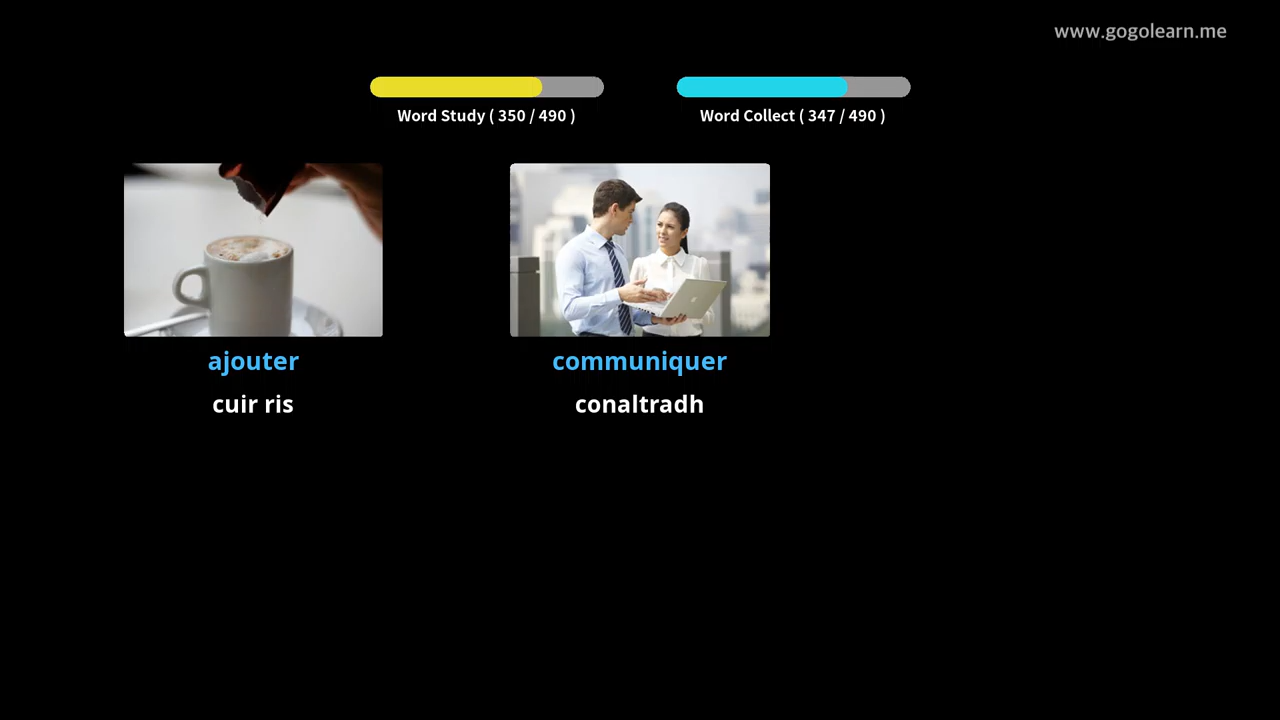 www.gogolearn.me
Word Study ( 350 / 490 )
Word Collect ( 347 / 490 )
ajouter
cuir ris
communiquer
conaltradh